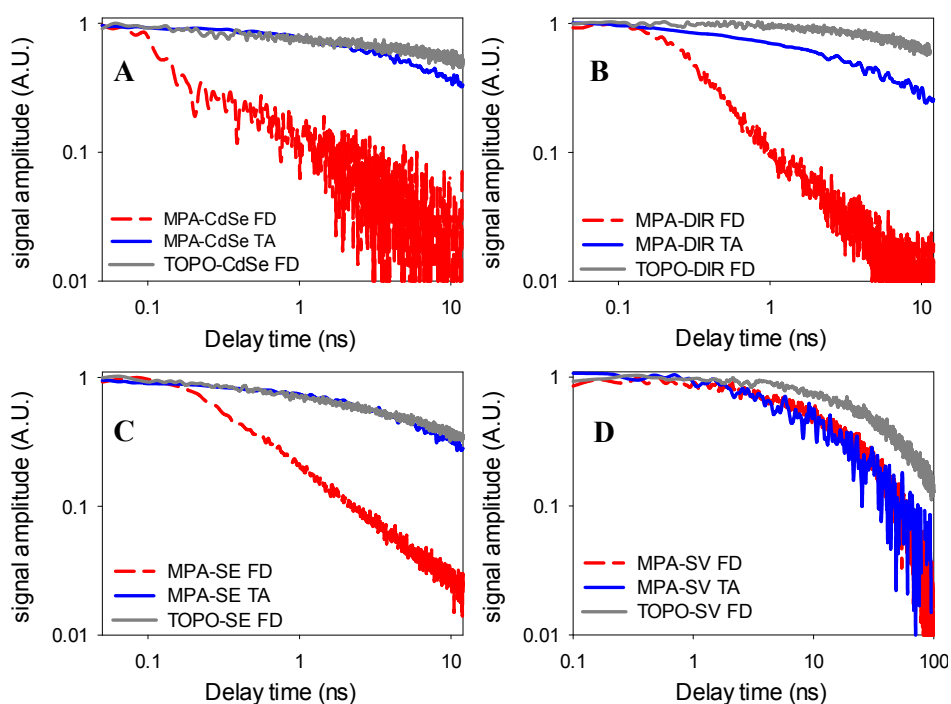 signal amplitude (A.U.)
1
0.1
0.01
A
MPA-CdSe FD
MPA-CdSe TA
TOPO-CdSe FD
0.1
1
10
Delay time (ns)
signal amplitude (A.U.)
1
0.1
0.01
B
MPA-DIR FD
MPA-DIR TA
TOPO-DIR FD
0.1
1
10
Delay time (ns)
signal amplitude (A.U.)
1
0.1
0.01
C
MPA-SE FD
MPA-SE TA
TOPO-SE FD
0.1
1
10
Delay time (ns)
signal amplitude (A.U.)
1
0.1
0.01
D
MPA-SV FD
MPA-SV TA
TOPO-SV FD
0.1
1
10
100
Delay time (ns)